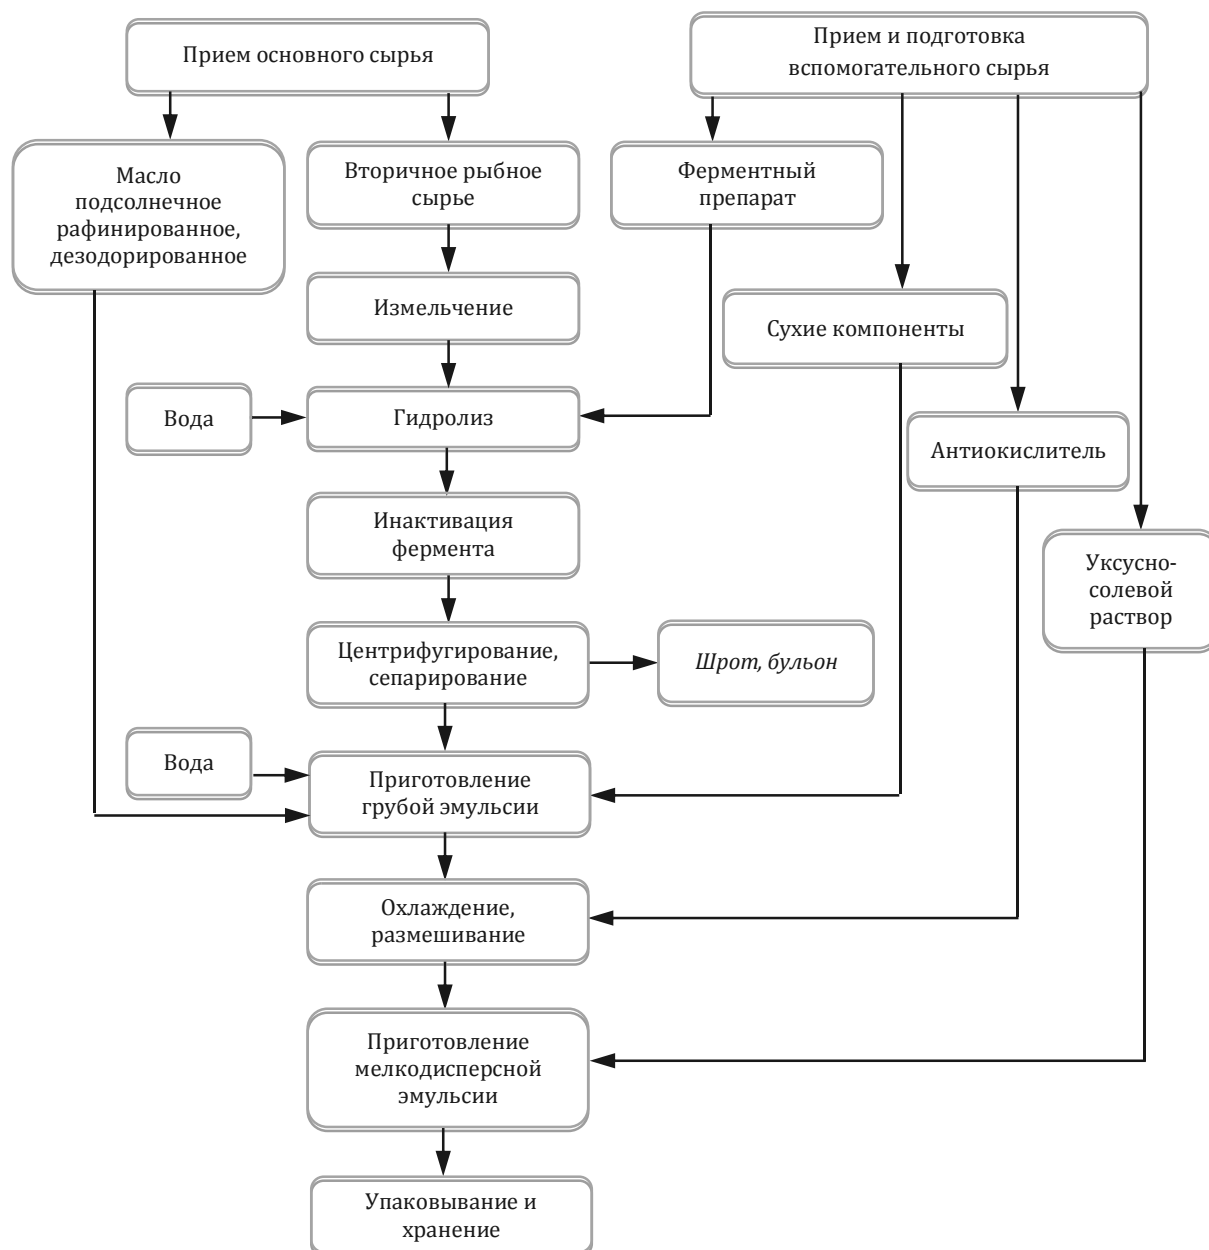 Прием основного сырья
Прием и подготовка
вспомогательного сырья
Масло
подсолнечное
рафинированное,
дезодорированное
Вторичное рыбное
сырье
Ферментный
препарат
Измельчение
Сухие компоненты
Вода
Гидролиз
Антиокислитель
Инактивация
фермента
Уксусно-
солевой
раствор
Центрифугирование,
сепарирование
Шрот, бульон
Вода
Приготовление
грубой эмульсии
Охлаждение,
размешивание
Приготовление
мелкодисперсной
эмульсии
Упаковывание и
хранение